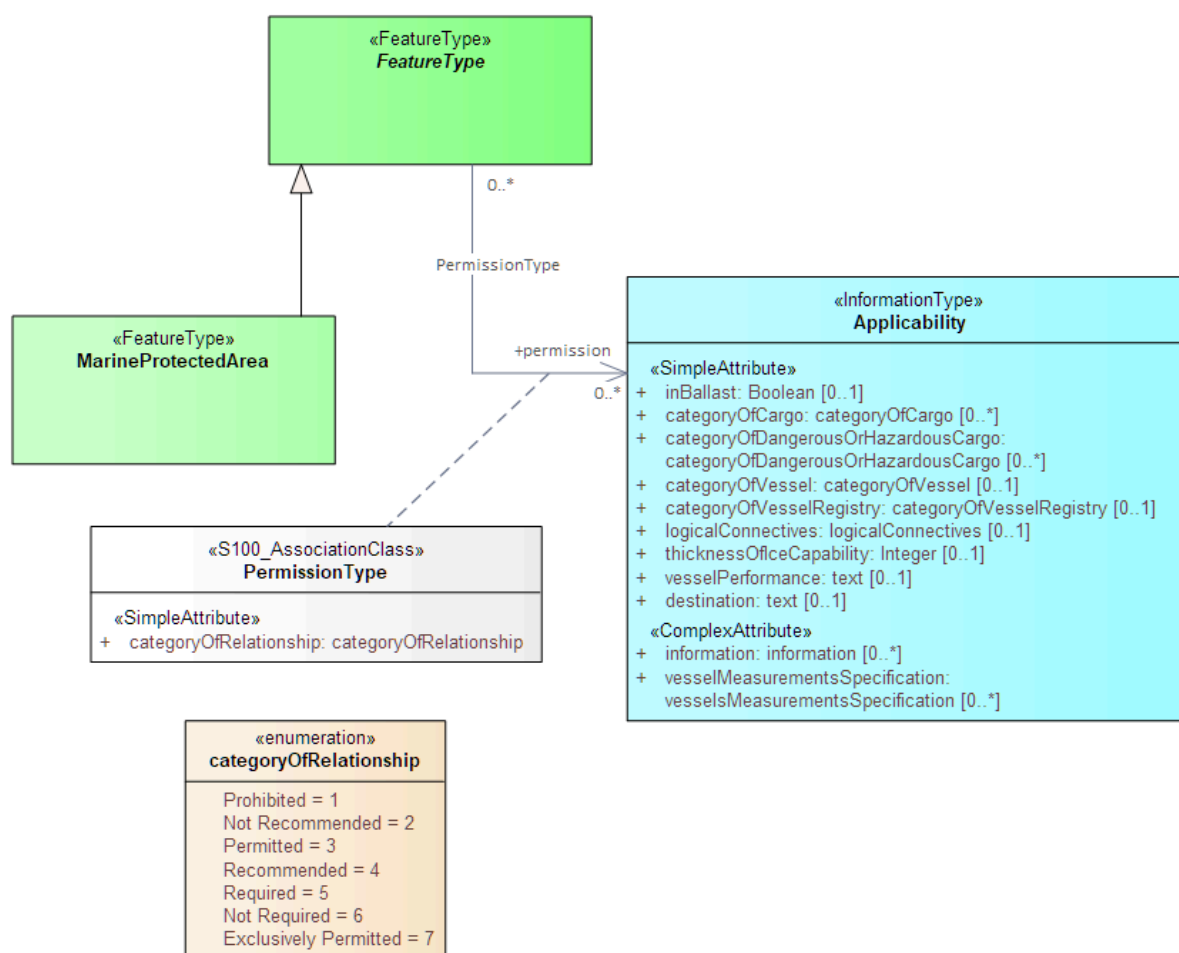 «FeatureType»
FeatureType
0..*
PermissionType
«FeatureType»
MarineProtectedArea
+permission
0..*
«InformationType»
Applicability
«SimpleAttribute»
+ inBallast: Boolean [0..1]
+ categoryOfCargo: categoryOfCargo [0..*]
+ categoryOfDangerousOrHazardousCargo:
categoryOfDangerousOrHazardousCargo [0..*]
+ categoryOfVessel: categoryOfVessel [0..1]
+ categoryOfVesselRegistry: categoryOfVesselRegistry [0..1]
+ logicalConnectives: logicalConnectives [0..1]
+ thicknessOfIceCapability: Integer [0..1]
+ vesselPerformance: text [0..1]
+ destination: text [0..1]
«ComplexAttribute»
+ information: information [0..*]
+ vesselMeasurementsSpecification:
vesselsMeasurementsSpecification [0..*]
«S100_AssociationClass»
PermissionType
«SimpleAttribute»
+ categoryOfRelationship: categoryOfRelationship
«enumeration»
categoryOfRelationship
Prohibited = 1
Not Recommended = 2
Permitted = 3
Recommended = 4
Required = 5
Not Required = 6
Exclusively Permitted = 7